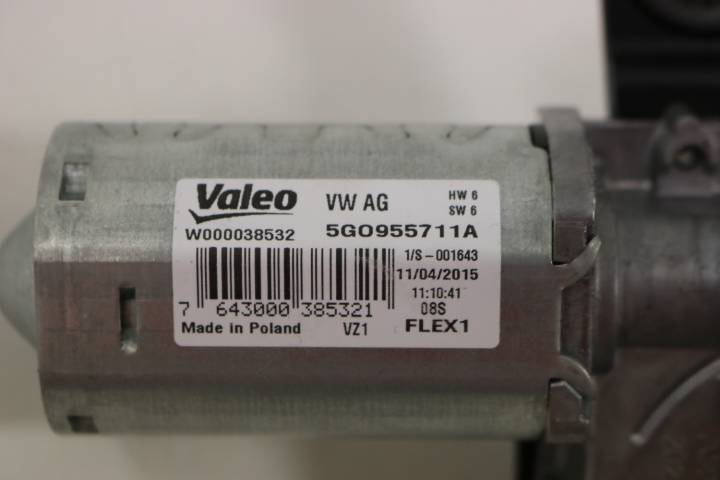 Valeo VW AG HW 6
SW 6
W000038532 5G0955711A
1/S-001643
11/04/2015
11:10:41
7 643000 385321 08S
Made in Poland VZ1 FLEX1